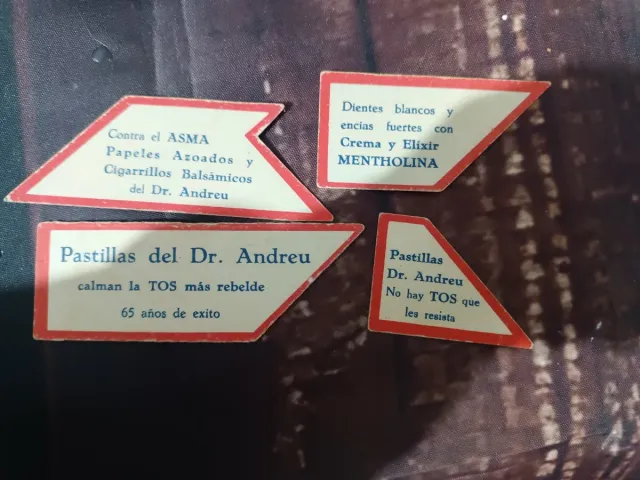 Contra el ASMA
Papeles Azoados y
Cigarrillos Balsámicos
del Dr. Andreu
Dientes blancos y
encías fuertes con
Crema y Elixir
MENTHOLINA
Pastillas del Dr. Andreu
calman la TOS más rebelde
65 años de exito
Pastillas
Dr. Andreu
No hay TOS que
les resista